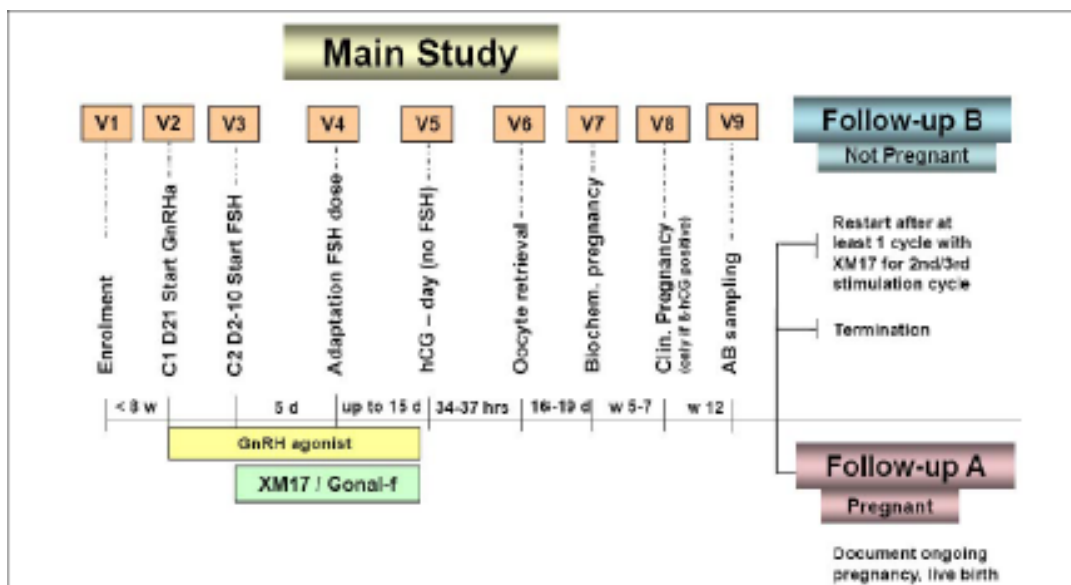 Main Study
V1 V2 V3 V4 V5 V6 V7 V8 V9
Enrolment
C1 D21 Start GnRHa
C2 D2-10 Start FSH
Adaptation FSH dose
hCG – day (no FSH)
Oocyte retrieval
Biochem. pregnancy
Clin. Pregnancy
(only if ß-hCG positive)
AB sampling
< 8 w 5 d up to 15 d 34-37 hrs 16-19 d w 5-7 w 12
GnRH agonist
XM17 / Gonal-f
Follow-up B
Not Pregnant
Restart after at
least 1 cycle with
XM17 for 2nd/3rd
stimulation cycle
Termination
Follow-up A
Pregnant
Document ongoing
pregnancy, live birth